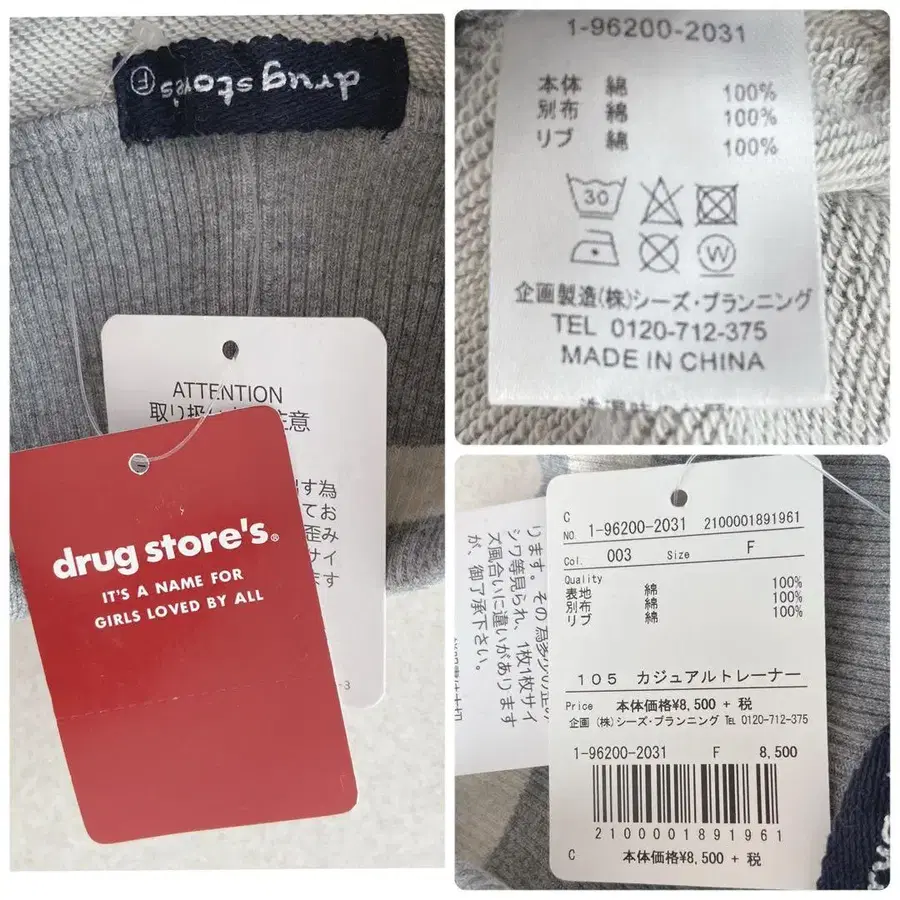 drug store's
F
ATTENTION
取り扱い
注意
出す為
てお
歪み
サイ
ます
-3
drug store's®
IT'S A NAME FOR
GIRLS LOVED BY ALL
1-96200-2031
本体 綿 100%
別布 綿 100%
リブ 綿 100%
30
W
企画製造(株)シーズ・プランニング
TEL 0120-712-375
MADE IN CHINA
ります。その為多少の歪み
シワ等見られ、1枚1枚サイ
ズ風合いに違いがあります
が、御了承下さい。
C
NO. 1-96200-2031 2100001891961
Col. 003 Size F
Quality
表地 綿 100%
別布 綿 100%
リブ 綿 100%
105 カジュアルトレーナー
Price 本体価格¥8,500 + 税
企画 (株)シーズ・プランニング TEL 0120-712-375
1-96200-2031 F 8,500
2100001891961
C 本体価格¥8,500 + 税